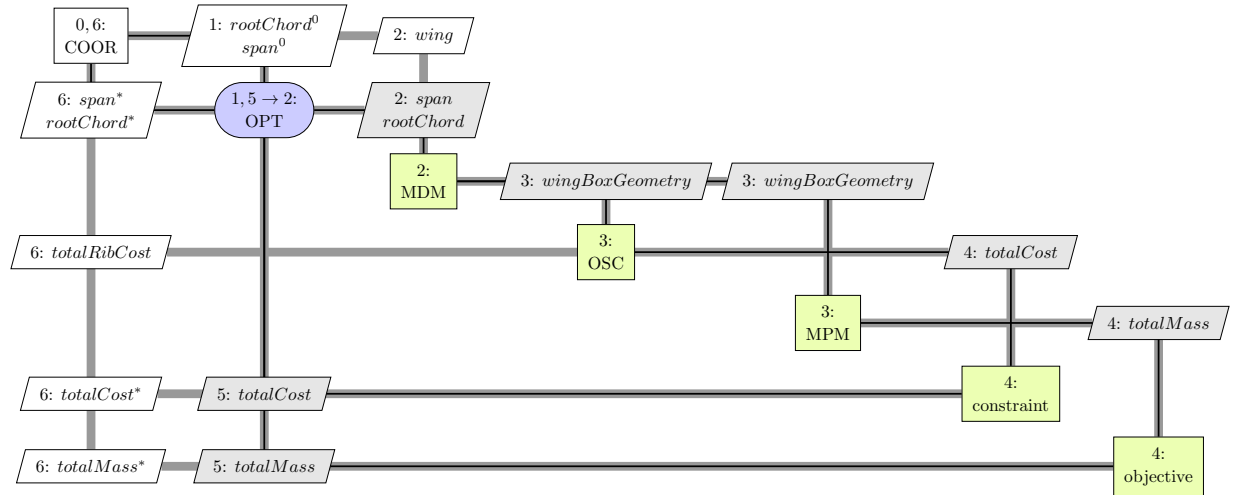 0, 6:
COOR
1: rootChord⁰
span⁰
2: wing
6: span*
rootChord*
1, 5 → 2:
OPT
2: span
rootChord
2:
MDM
3: wingBoxGeometry
3: wingBoxGeometry
6: totalRibCost
3:
OSC
4: totalCost
3:
MPM
4: totalMass
6: totalCost*
5: totalCost
4:
constraint
6: totalMass*
5: totalMass
4:
objective